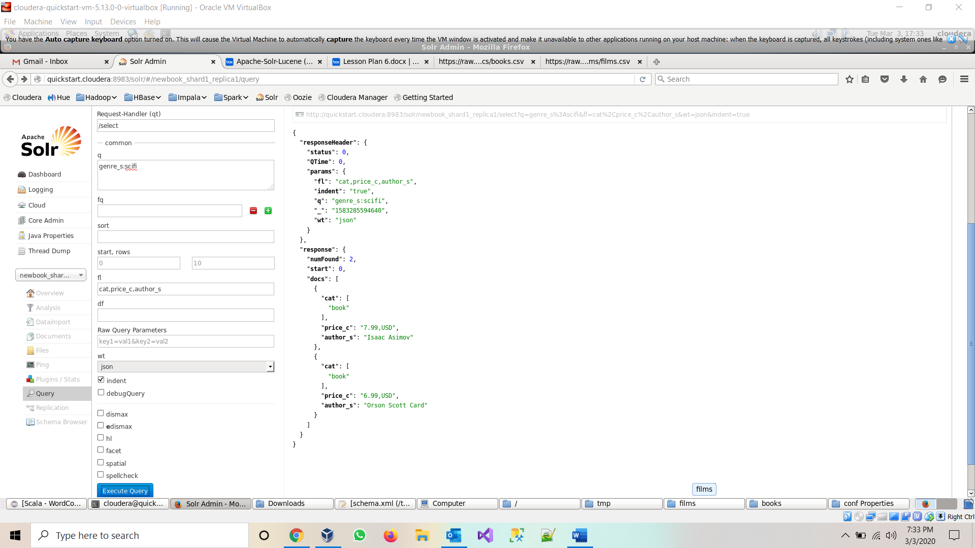 cloudera-quickstart-vm-5.13.0-0-virtualbox [Running] - Oracle VM VirtualBox
File Machine View Input Devices Help
Applications Places System Tue Mar 3, 17:33 cloudera
You have the Auto capture keyboard option turned on. This will cause the Virtual Machine to automatically capture the keyboard every time the VM window is activated and make it unavailable to other applications running on your host machine: when the keyboard is captured, all keystrokes (including system ones like
Solr Admin - Mozilla Firefox
Gmail - Inbox
Solr Admin
Apache-Solr-Lucene (...
Lesson Plan 6.docx | ...
https://raw....cs/books.csv
https://raw....ms/films.csv
quickstart.cloudera:8983/solr/#/newbook_shard1_replica1/query
Search
Cloudera Hue Hadoop HBase Impala Spark Solr Oozie Cloudera Manager Getting Started
Apache
Solr
Dashboard
Logging
Cloud
Core Admin
Java Properties
Thread Dump
newbook_shar...
Overview
Analysis
Dataimport
Documents
Files
Ping
Plugins / Stats
Query
Replication
Schema Browser
Request-Handler (qt)
/select
common
q
genre_s:scifi
fq
sort
start, rows
0
10
fl
cat,price_c,author_s
df
Raw Query Parameters
key1=val1&key2=val2
wt
json
indent
debugQuery
dismax
edismax
hl
facet
spatial
spellcheck
Execute Query
http://quickstart.cloudera:8983/solr/newbook_shard1_replica1/select?q=genre_s%3Ascifi&fl=cat%2Cprice_c%2Cauthor_s&wt=json&indent=true
{
"responseHeader": {
"status": 0,
"QTime": 0,
"params": {
"fl": "cat,price_c,author_s",
"indent": "true",
"q": "genre_s:scifi",
"_": "1583285594640",
"wt": "json"
}
},
"response": {
"numFound": 2,
"start": 0,
"docs": [
{
"cat": [
"book"
],
"price_c": "7.99,USD",
"author_s": "Isaac Asimov"
},
{
"cat": [
"book"
],
"price_c": "6.99,USD",
"author_s": "Orson Scott Card"
}
]
}
}
films
[Scala - WordCo...
cloudera@quick...
Solr Admin - Mo...
Downloads
[schema.xml (/t...
Computer
/
tmp
films
books
conf Properties
Right Ctrl
Type here to search
7:33 PM
3/3/2020